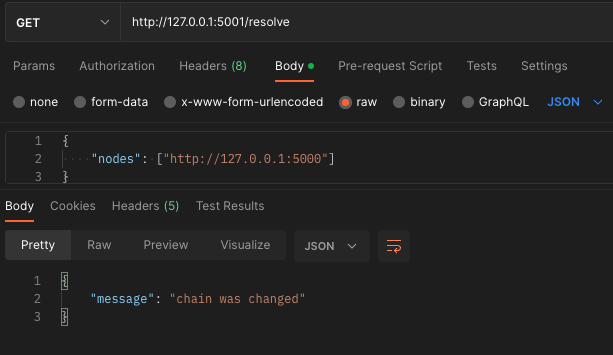 GET http://127.0.0.1:5001/resolve
Params Authorization Headers (8) Body Pre-request Script Tests Settings
none form-data x-www-form-urlencoded raw binary GraphQL JSON
1 {
2 "nodes": ["http://127.0.0.1:5000"]
3 }
Body Cookies Headers (5) Test Results
Pretty Raw Preview Visualize JSON
1 {
2 "message": "chain was changed"
3 }